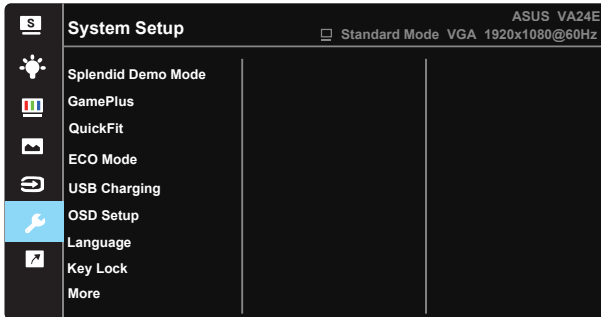 S
System Setup
ASUS VA24E
Standard Mode VGA 1920x1080@60Hz
Splendid Demo Mode
GamePlus
QuickFit
ECO Mode
USB Charging
OSD Setup
Language
Key Lock
More